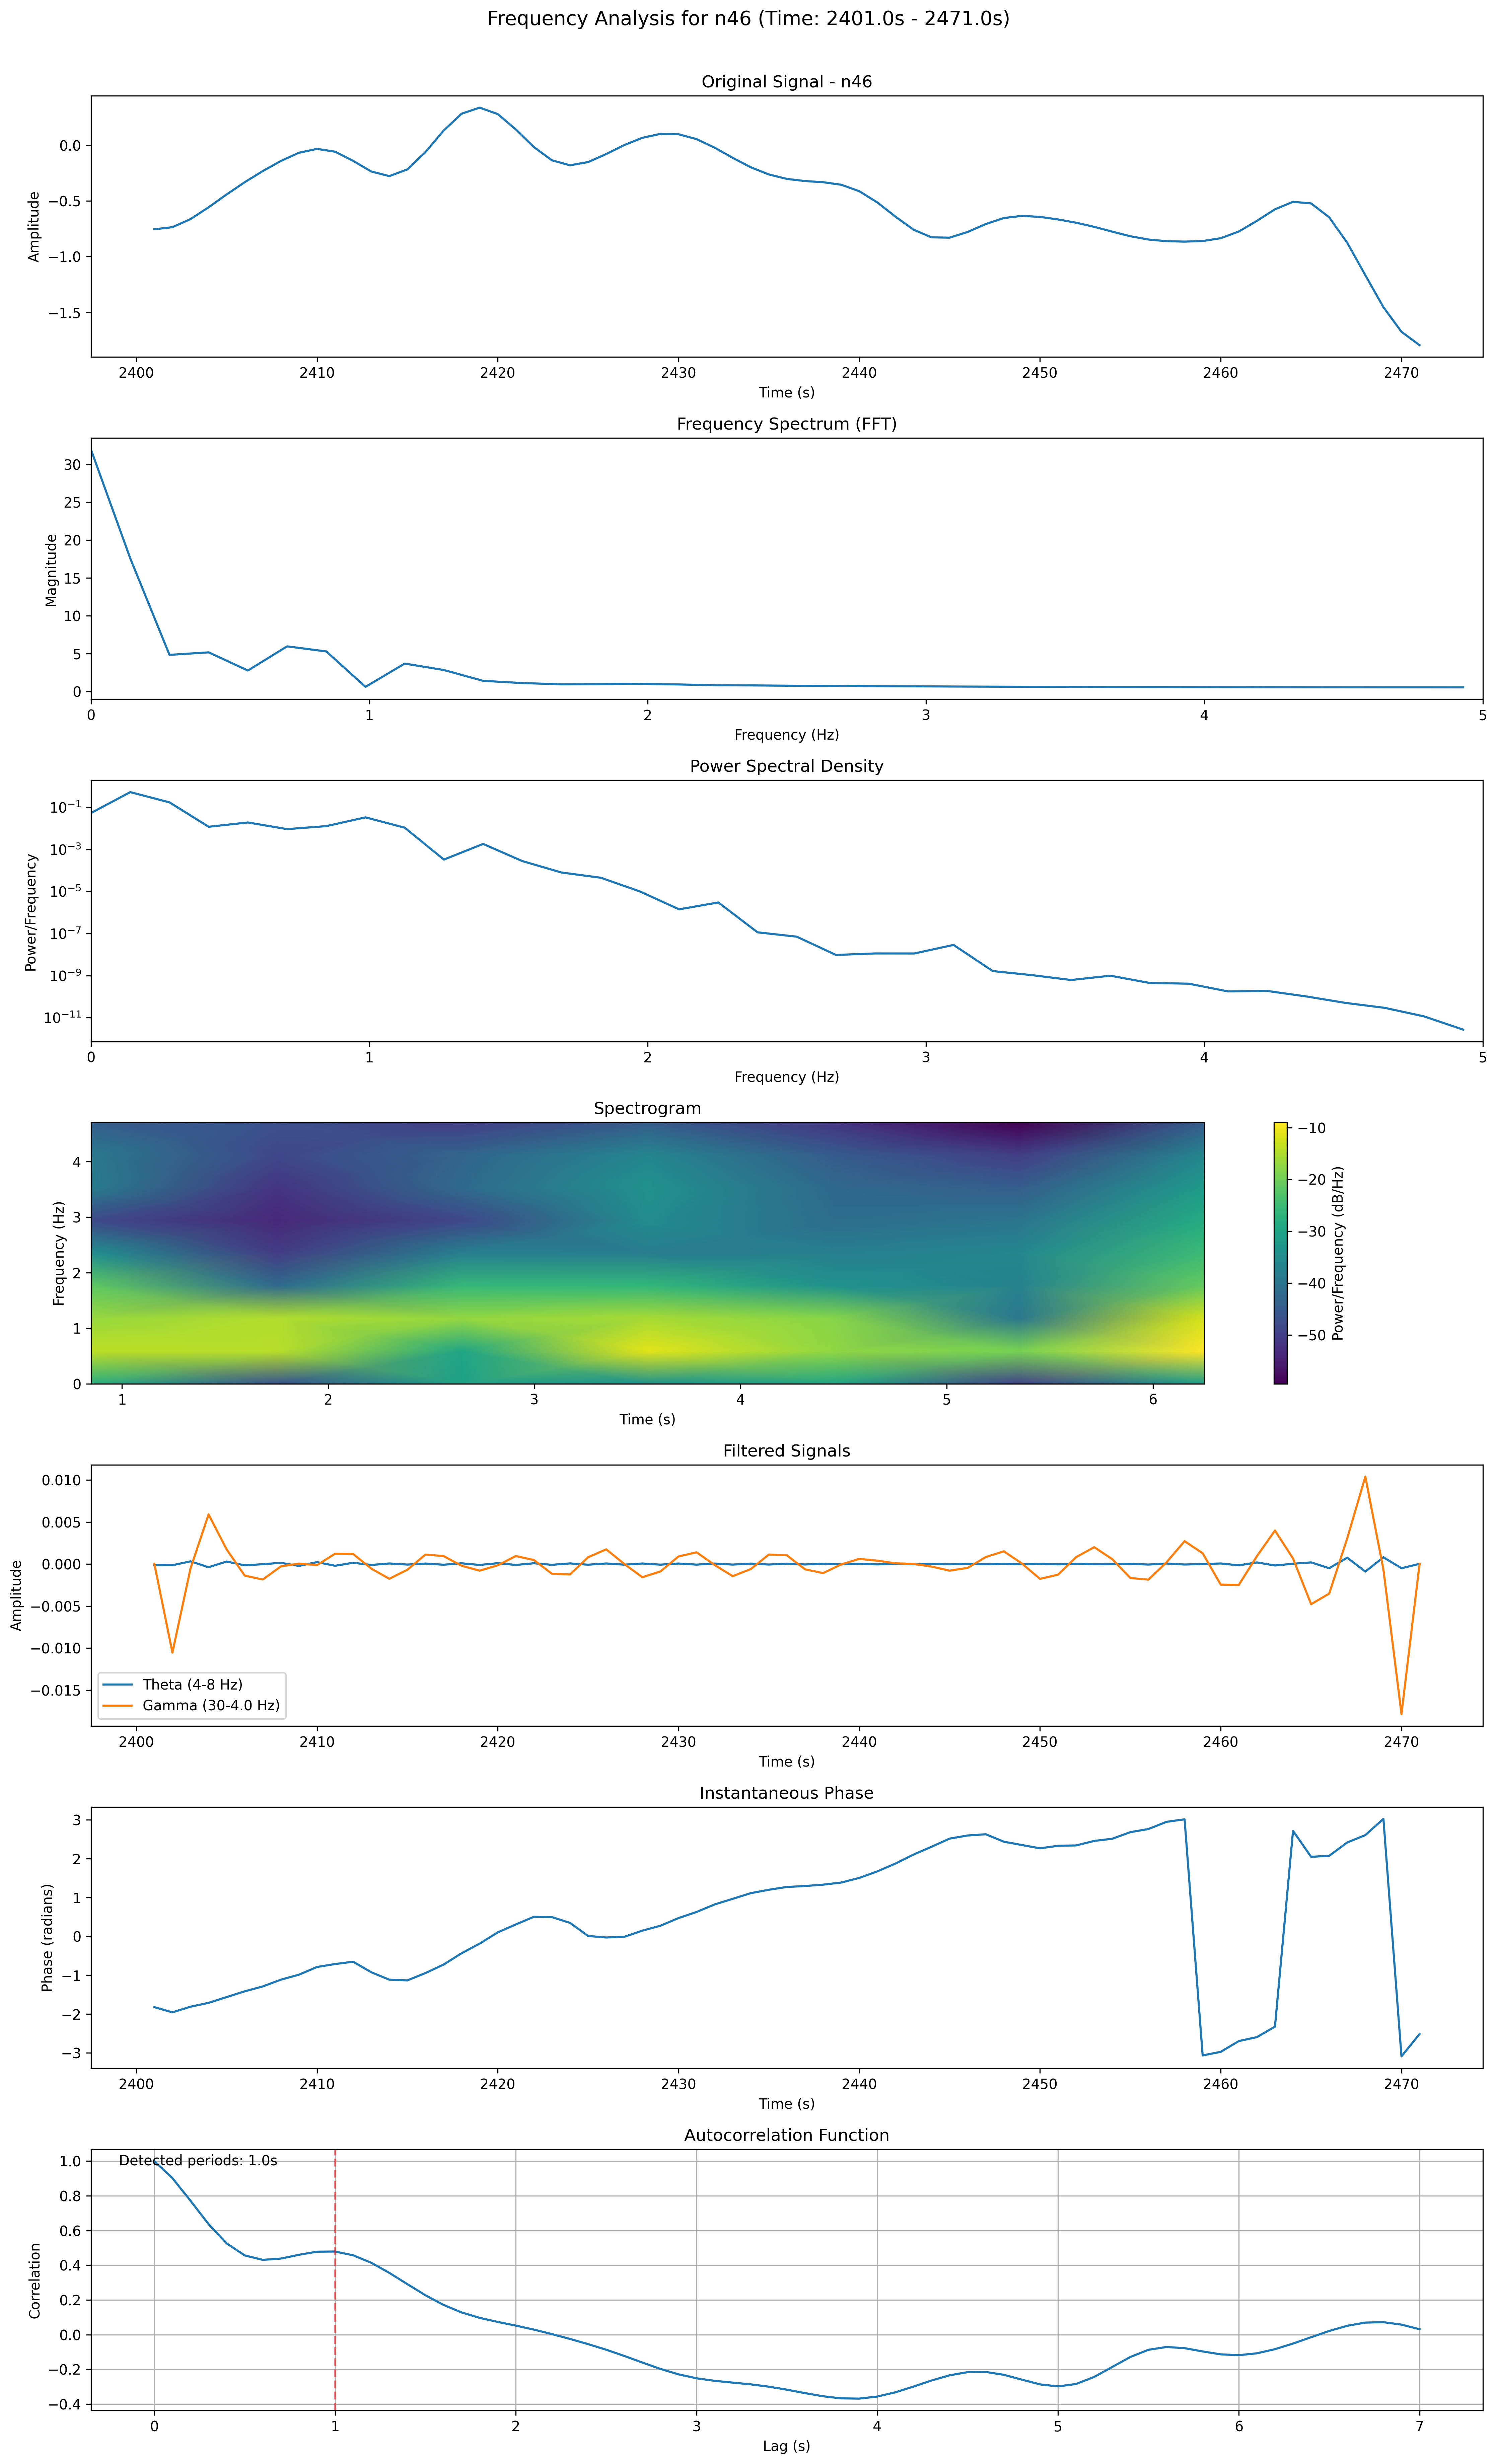 Frequency Analysis for n46 (Time: 2401.0s - 2471.0s)
Original Signal - n46
Amplitude
0.0
−0.5
−1.0
−1.5
2400 2410 2420 2430 2440 2450 2460 2470
Time (s)
Frequency Spectrum (FFT)
Magnitude
30
25
20
15
10
5
0
0 1 2 3 4 5
Frequency (Hz)
Power Spectral Density
Power/Frequency
10⁻¹
10⁻³
10⁻⁵
10⁻⁷
10⁻⁹
10⁻¹¹
0 1 2 3 4 5
Frequency (Hz)
Spectrogram
Frequency (Hz)
4
3
2
1
0
1 2 3 4 5 6
Time (s)
−10
−20
−30
−40
−50
Power/Frequency (dB/Hz)
Filtered Signals
Amplitude
0.010
0.005
0.000
−0.005
−0.010
−0.015
Theta (4-8 Hz)
Gamma (30-4.0 Hz)
2400 2410 2420 2430 2440 2450 2460 2470
Time (s)
Instantaneous Phase
Phase (radians)
3
2
1
0
−1
−2
−3
2400 2410 2420 2430 2440 2450 2460 2470
Time (s)
Autocorrelation Function
Detected periods: 1.0s
Correlation
1.0
0.8
0.6
0.4
0.2
0.0
−0.2
−0.4
0 1 2 3 4 5 6 7
Lag (s)